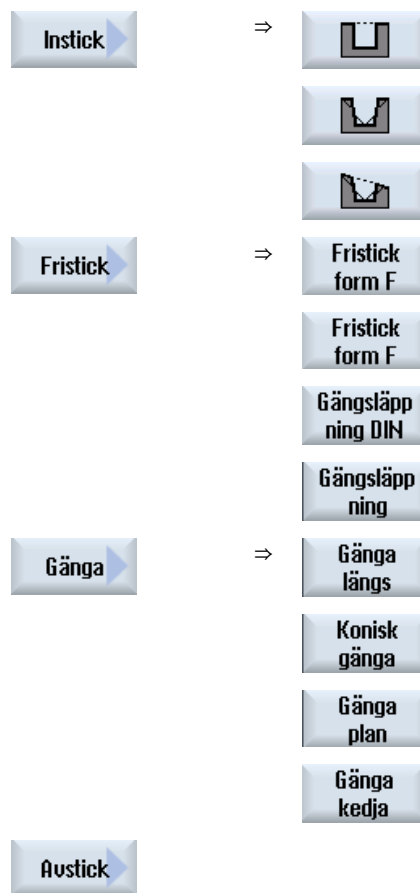 Instick ⇒
Fristick ⇒ Fristick
form F
Fristick
form F
Gängsläpp
ning DIN
Gängsläpp
ning
Gänga ⇒ Gänga
längs
Konisk
gänga
Gänga
plan
Gänga
kedja
Avstick